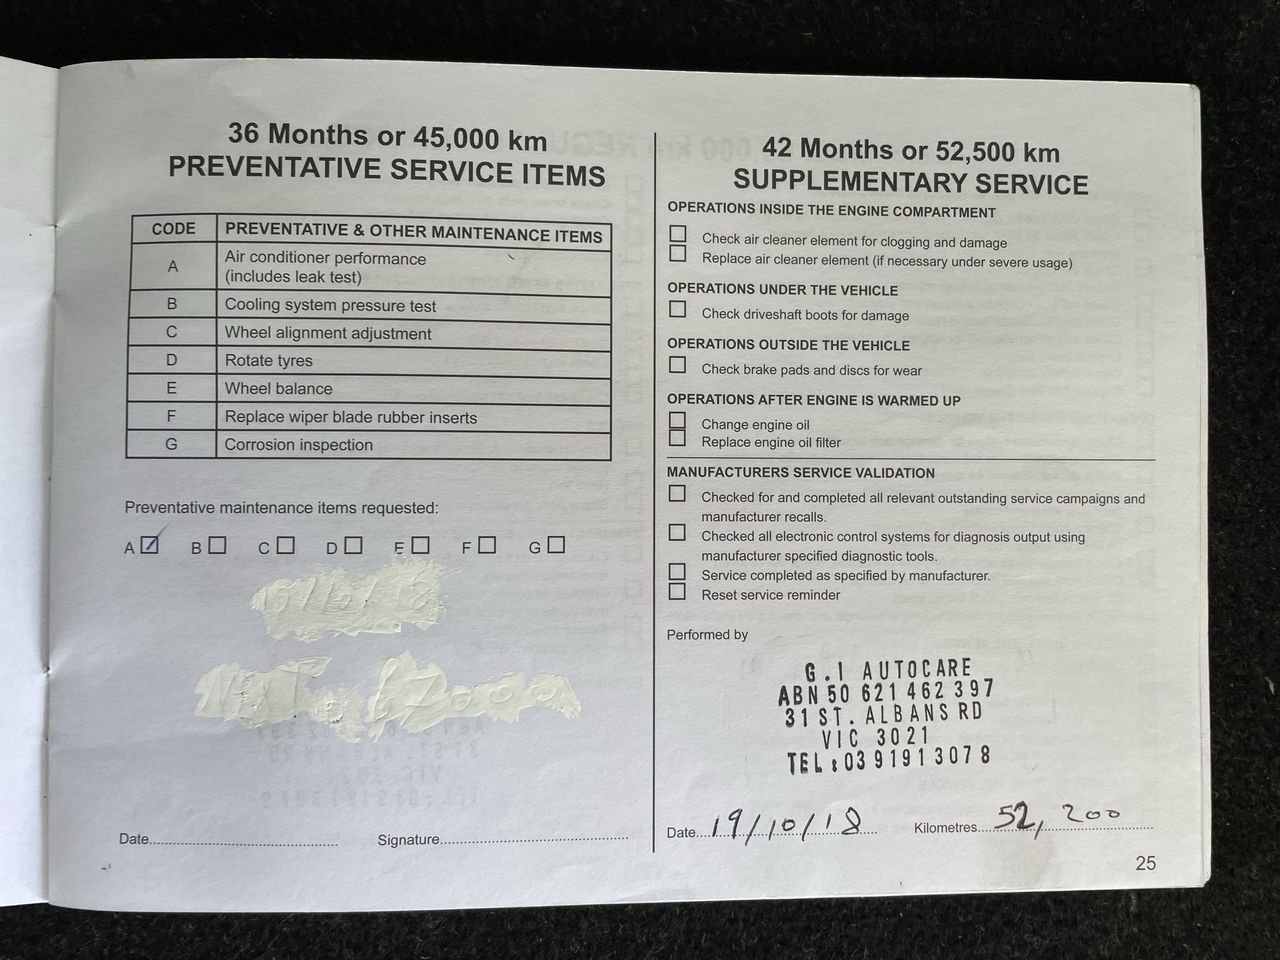 36 Months or 45,000 km
PREVENTATIVE SERVICE ITEMS
CODE PREVENTATIVE & OTHER MAINTENANCE ITEMS
A Air conditioner performance
(includes leak test)
B Cooling system pressure test
C Wheel alignment adjustment
D Rotate tyres
E Wheel balance
F Replace wiper blade rubber inserts
G Corrosion inspection
Preventative maintenance items requested:
A B C D E F G
Date
Signature
42 Months or 52,500 km
SUPPLEMENTARY SERVICE
OPERATIONS INSIDE THE ENGINE COMPARTMENT
Check air cleaner element for clogging and damage
Replace air cleaner element (if necessary under severe usage)
OPERATIONS UNDER THE VEHICLE
Check driveshaft boots for damage
OPERATIONS OUTSIDE THE VEHICLE
Check brake pads and discs for wear
OPERATIONS AFTER ENGINE IS WARMED UP
Change engine oil
Replace engine oil filter
MANUFACTURERS SERVICE VALIDATION
Checked for and completed all relevant outstanding service campaigns and
manufacturer recalls.
Checked all electronic control systems for diagnosis output using
manufacturer specified diagnostic tools.
Service completed as specified by manufacturer.
Reset service reminder
Performed by
G.I AUTOCARE
ABN 50 621 462 397
31 ST. ALBANS RD
VIC 3021
TEL: 03 9191 3078
Date 19/10/18 Kilometres 52,200
25